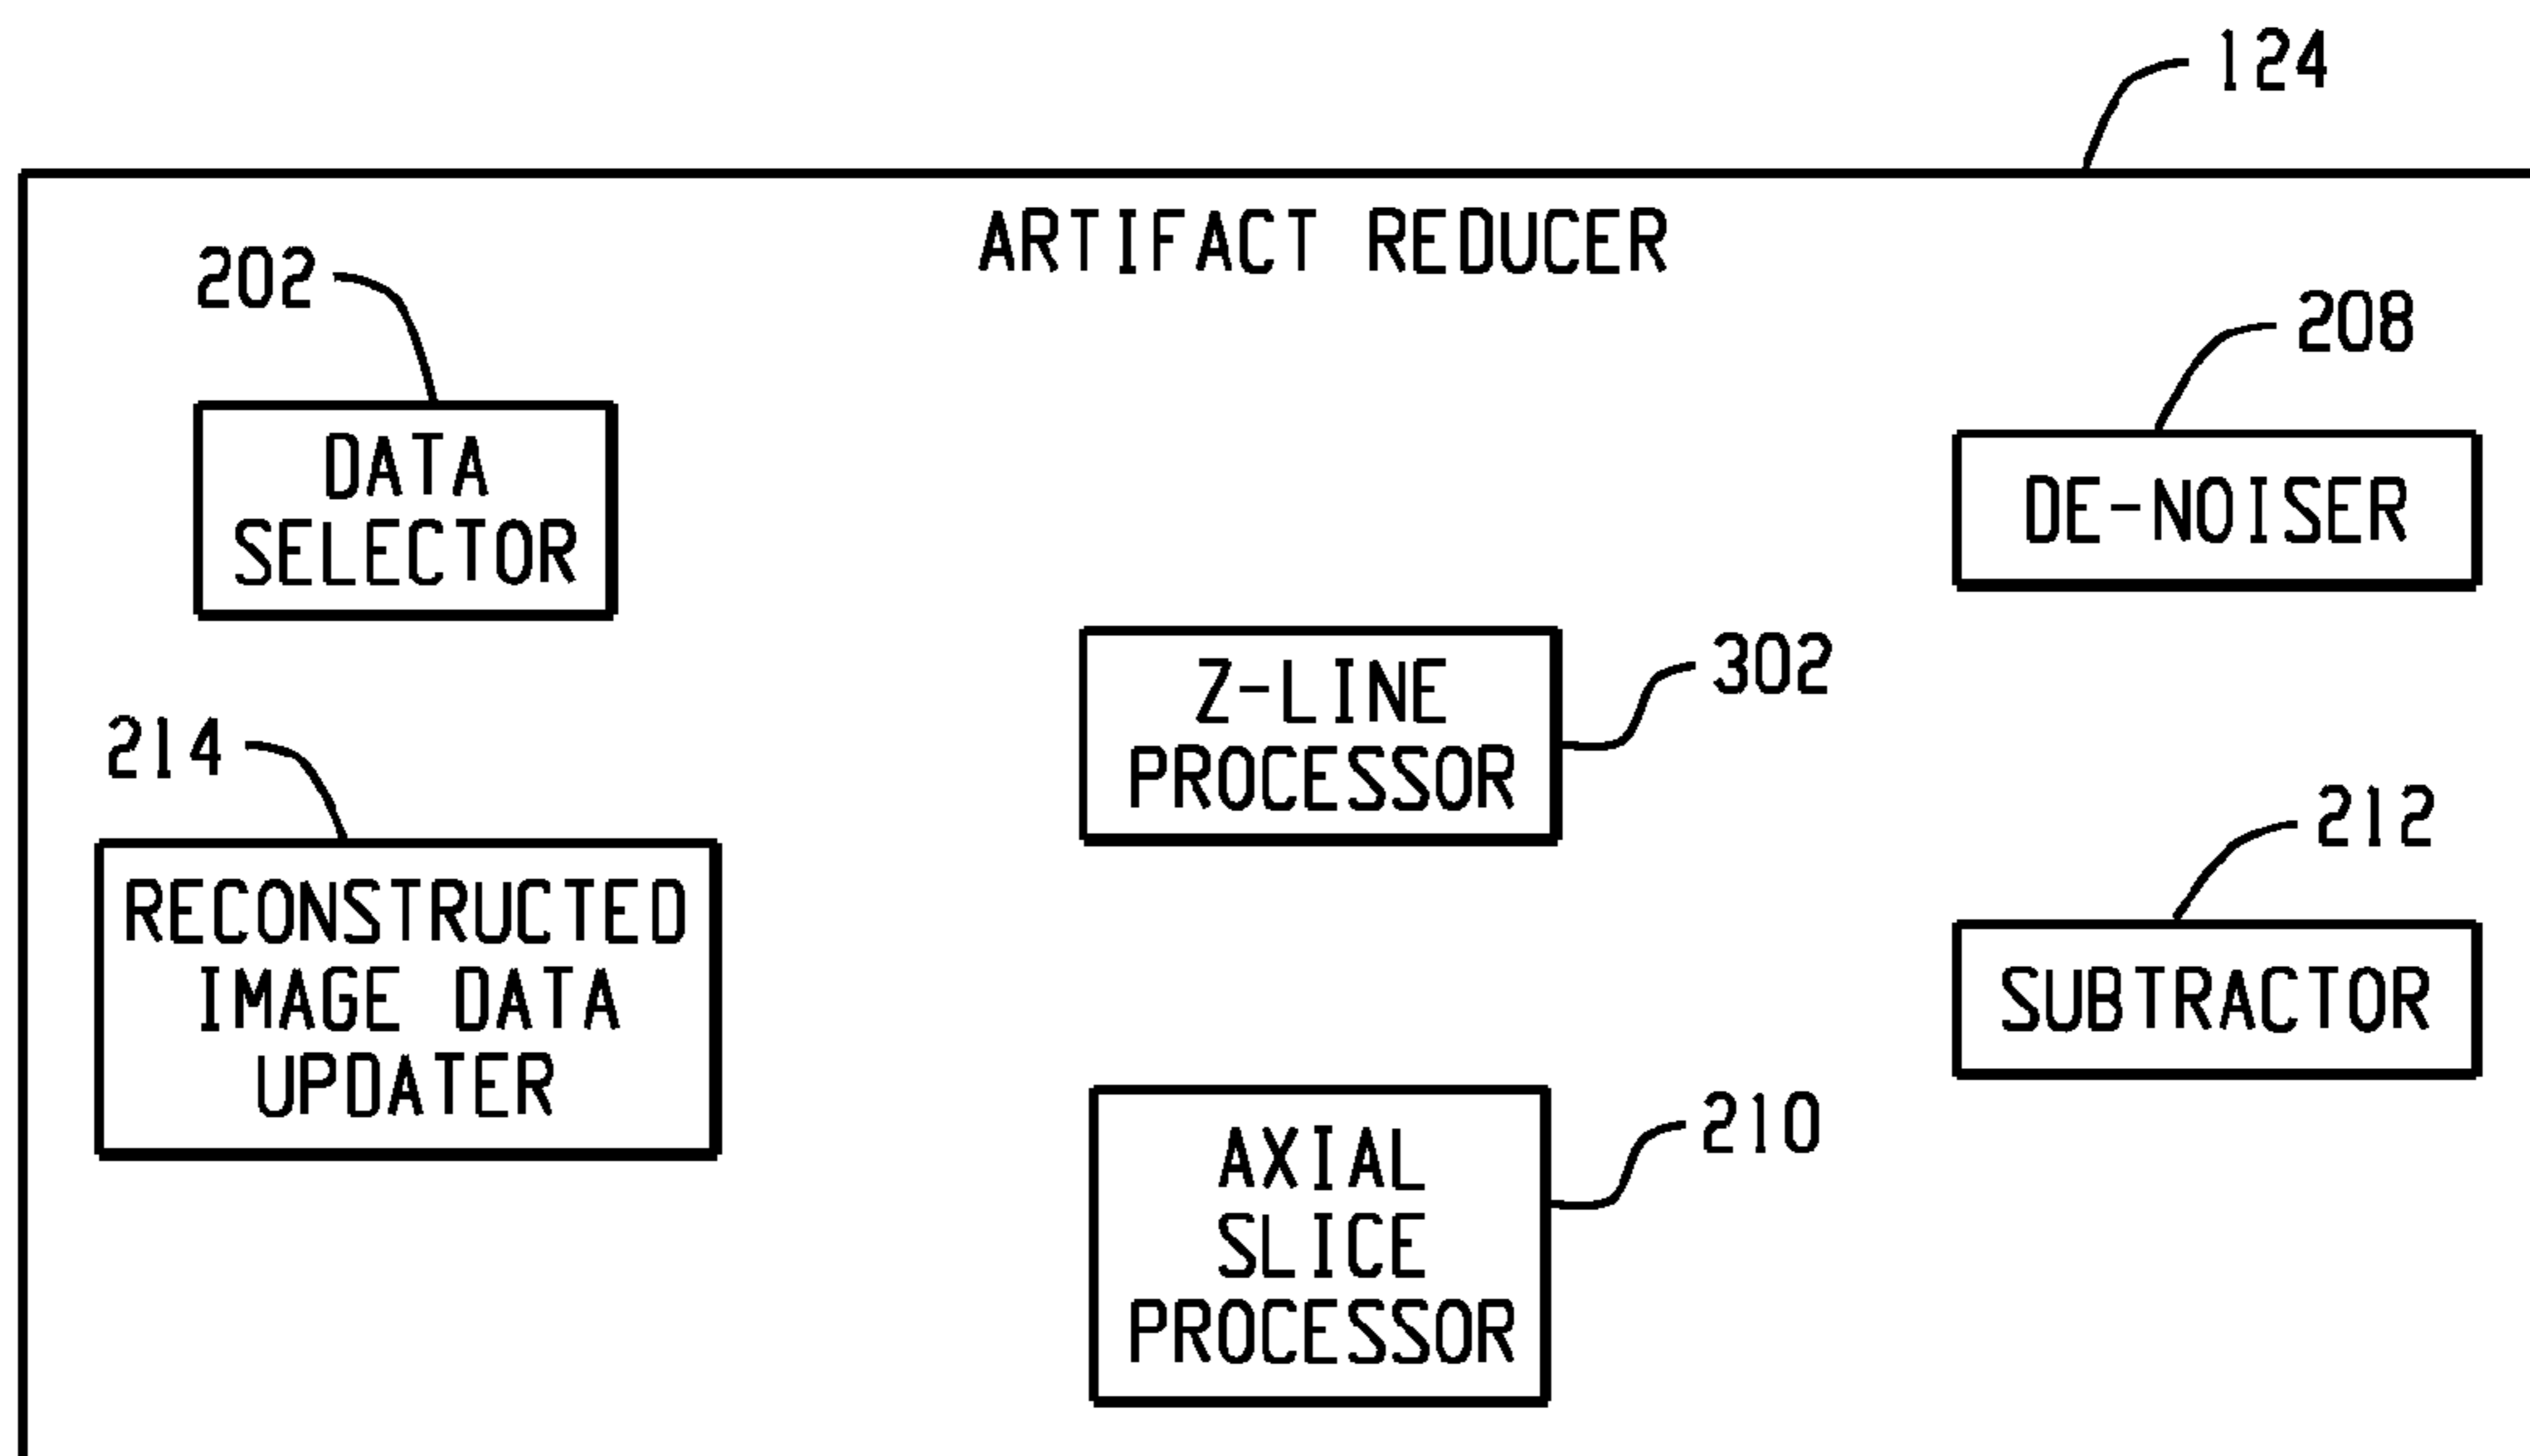 124
ARTIFACT REDUCER
202
208
DATA
SELECTOR
DE-NOISER
Z-LINE
PROCESSOR
302
214
RECONSTRUCTED
IMAGE DATA
UPDATER
212
SUBTRACTOR
AXIAL
SLICE
PROCESSOR
210